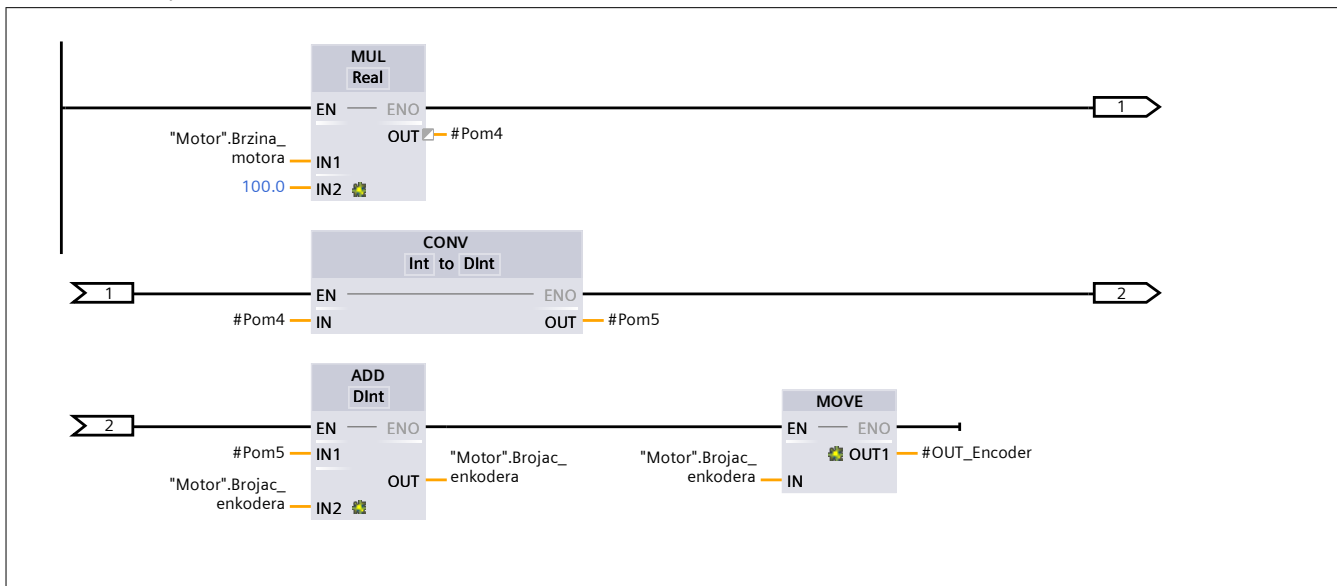 MUL
Real
EN
ENO
1
"Motor".Brzina_
motora
OUT
#Pom4
IN1
100.0
IN2
CONV
Int to DInt
1
EN
ENO
2
#Pom4
IN
OUT
#Pom5
ADD
DInt
MOVE
2
EN
ENO
EN
ENO
#Pom5
IN1
"Motor".Brojac_
enkodera
OUT
"Motor".Brojac_
enkodera
"Motor".Brojac_
enkodera
IN2
OUT1
#OUT_Encoder
IN